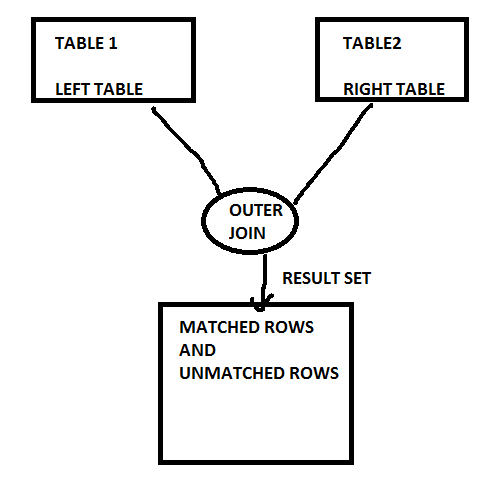 TABLE 1
LEFT TABLE
TABLE2
RIGHT TABLE
OUTER
JOIN
RESULT SET
MATCHED ROWS
AND
UNMATCHED ROWS